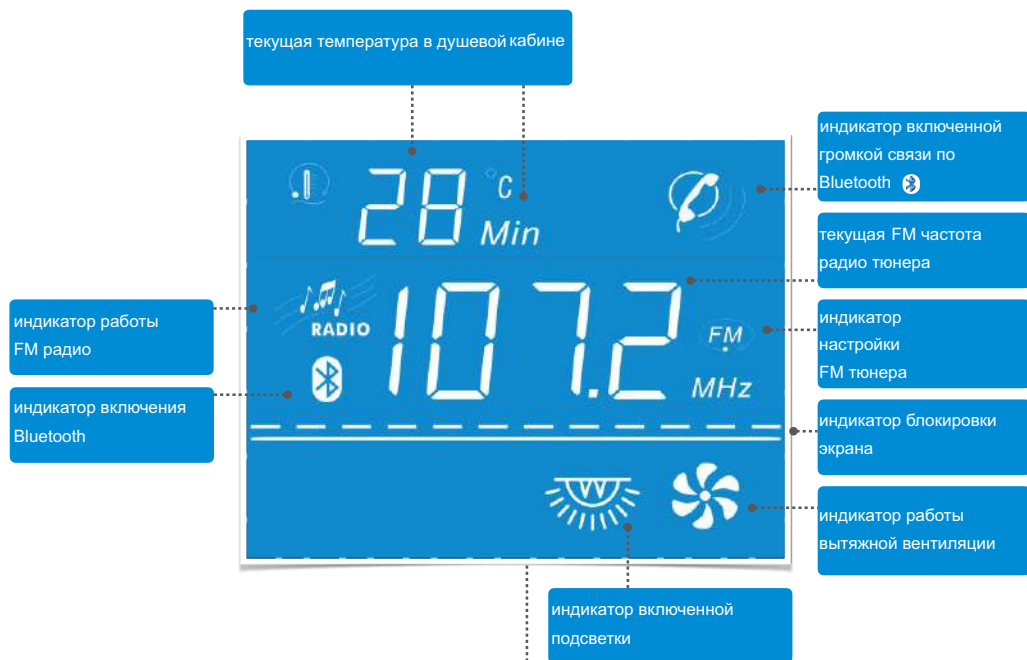 текущая температура в душевой кабине
индикатор включенной
громкой связи по
Bluetooth
28 °C
Min
текущая FM частота
радио тюнера
индикатор работы
FM радио
RADIO
107.2
FM
MHz
индикатор
настройки
FM тюнера
индикатор включения
Bluetooth
индикатор блокировки
экрана
индикатор работы
вытяжной вентиляции
индикатор включенной
подсветки